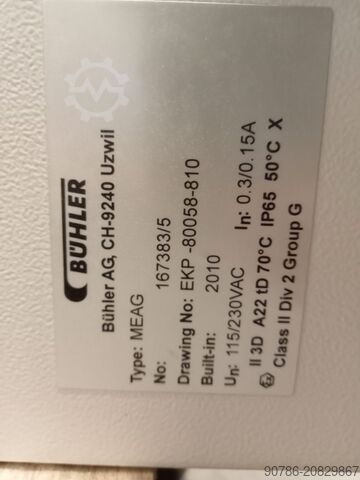 BÜHLER
Bühler AG, CH-9240 Uzwil
Type: MEAG
No: 167383/5
Drawing No: EKP -80058-810
Built-in: 2010
Un: 115/230VAC In: 0.3/0.15A
II 3D A22 tD 70°C IP65 50°C X
Class II Div 2 Group G
90786-20829867